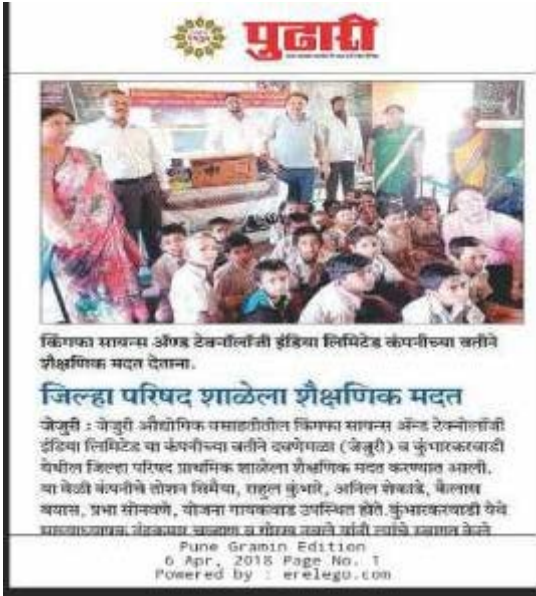 पुढारी
किंगफा सायन्स अँण्ड टेक्नॉलॉजी इंडिया लिमिटेड कंपनीच्या वतीने
शैक्षणिक मदत देताना.
जिल्हा परिषद शाळेला शैक्षणिक मदत
जेजुरी : जेजुरी औद्योगिक वसाहतीतील किंगफा सायन्स अँन्ड टेक्नोलॉजी
इंडिया लिमिटेड या कंपनीच्या वतीने दवणेमळा (जेजुरी) व कुंभारकरवाडी
येथील जिल्हा परिषद प्राथमिक शाळेला शैक्षणिक मदत करण्यात आली.
या वेळी कंपनीचे राहुल कुंभारे, अनिल शेकांडे, कैलास
प्रभा सोनवणे, योजना गायकवाड उपस्थित होते.कुंभारकरवाडी येथे
Pune Gramin Edition
6 Apr, 2018 Page No. 1
Powered by : erelego.com